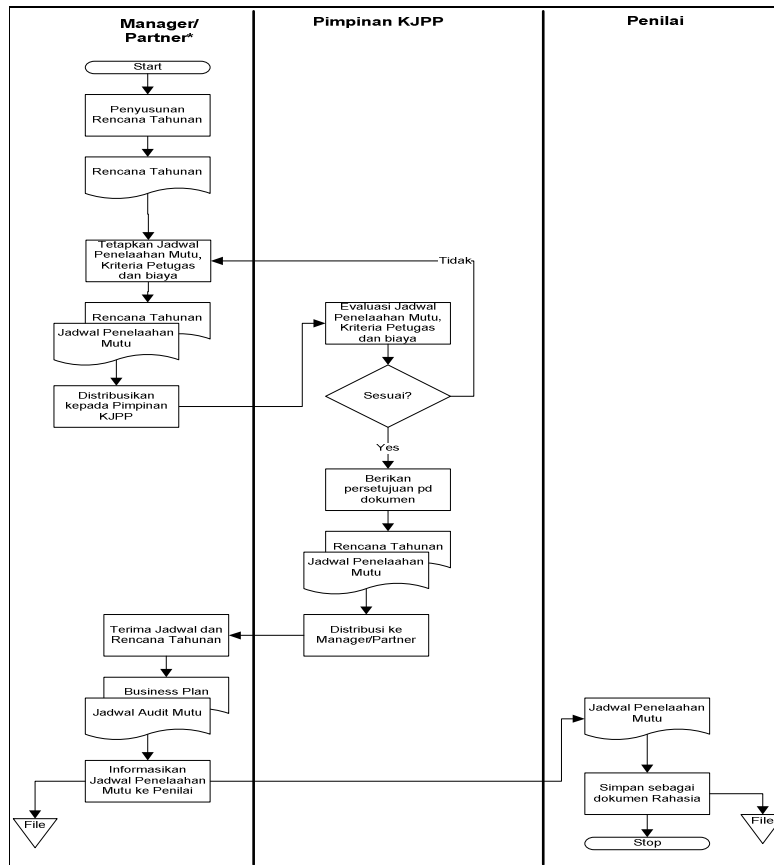 Manager/
Partner*
Pimpinan KJPP
Penilai
Start
Penyusunan
Rencana Tahunan
Rencana Tahunan
Tetapkan Jadwal
Penelaahan Mutu,
Kriteria Petugas
dan biaya
Tidak
Rencana Tahunan
Jadwal Penelaahan
Mutu
Distribusikan
kepada Pimpinan
KJPP
Evaluasi Jadwal
Penelaahan Mutu,
Kriteria Petugas
dan biaya
Sesuai?
Yes
Berikan
persetujuan pd
dokumen
Rencana Tahunan
Jadwal Penelaahan
Mutu
Distribusi ke
Manager/Partner
Terima Jadwal dan
Rencana Tahunan
Business Plan
Jadwal Audit Mutu
Informasikan
Jadwal Penelaahan
Mutu ke Penilai
File
Jadwal Penelaahan
Mutu
Simpan sebagai
dokumen Rahasia
File
Stop